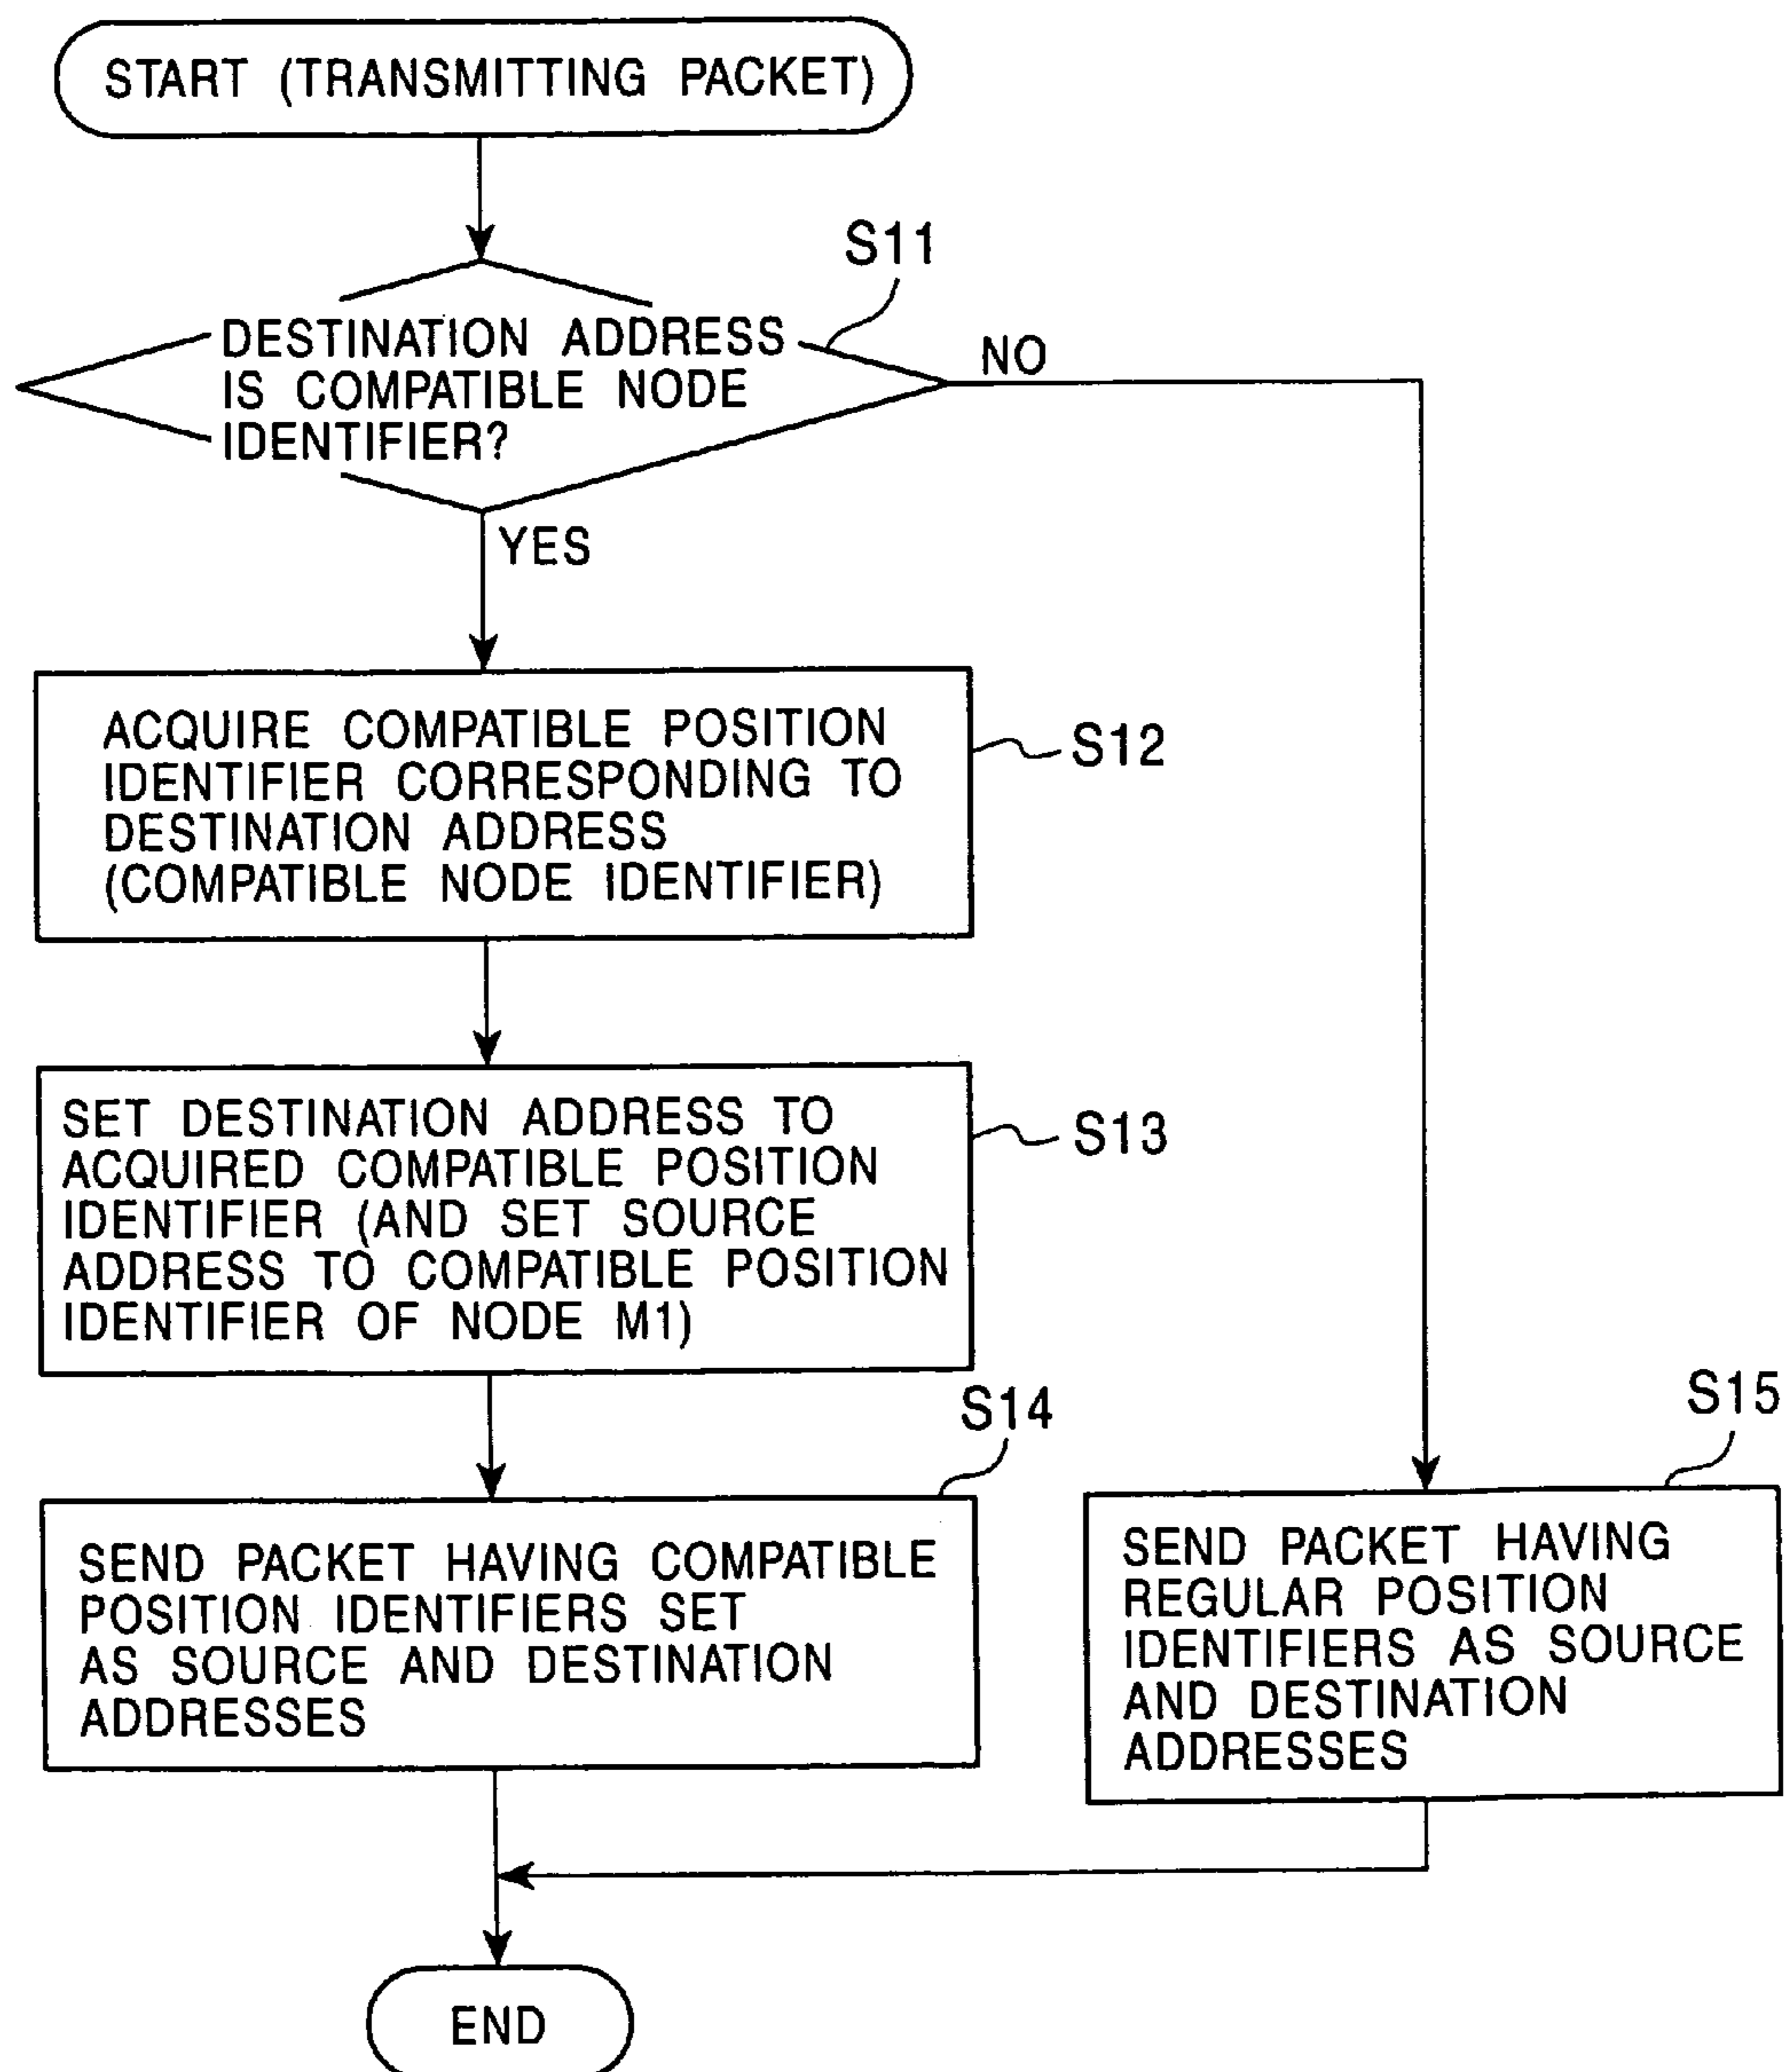 START (TRANSMITTING PACKET)
S11
DESTINATION ADDRESS
IS COMPATIBLE NODE
IDENTIFIER?
NO
YES
ACQUIRE COMPATIBLE POSITION
IDENTIFIER CORRESPONDING TO
DESTINATION ADDRESS
(COMPATIBLE NODE IDENTIFIER)
S12
SET DESTINATION ADDRESS TO
ACQUIRED COMPATIBLE POSITION
IDENTIFIER (AND SET SOURCE
ADDRESS TO COMPATIBLE POSITION
IDENTIFIER OF NODE M1)
S13
S14
SEND PACKET HAVING COMPATIBLE
POSITION IDENTIFIERS SET
AS SOURCE AND DESTINATION
ADDRESSES
S15
SEND PACKET HAVING
REGULAR POSITION
IDENTIFIERS AS SOURCE
AND DESTINATION
ADDRESSES
END